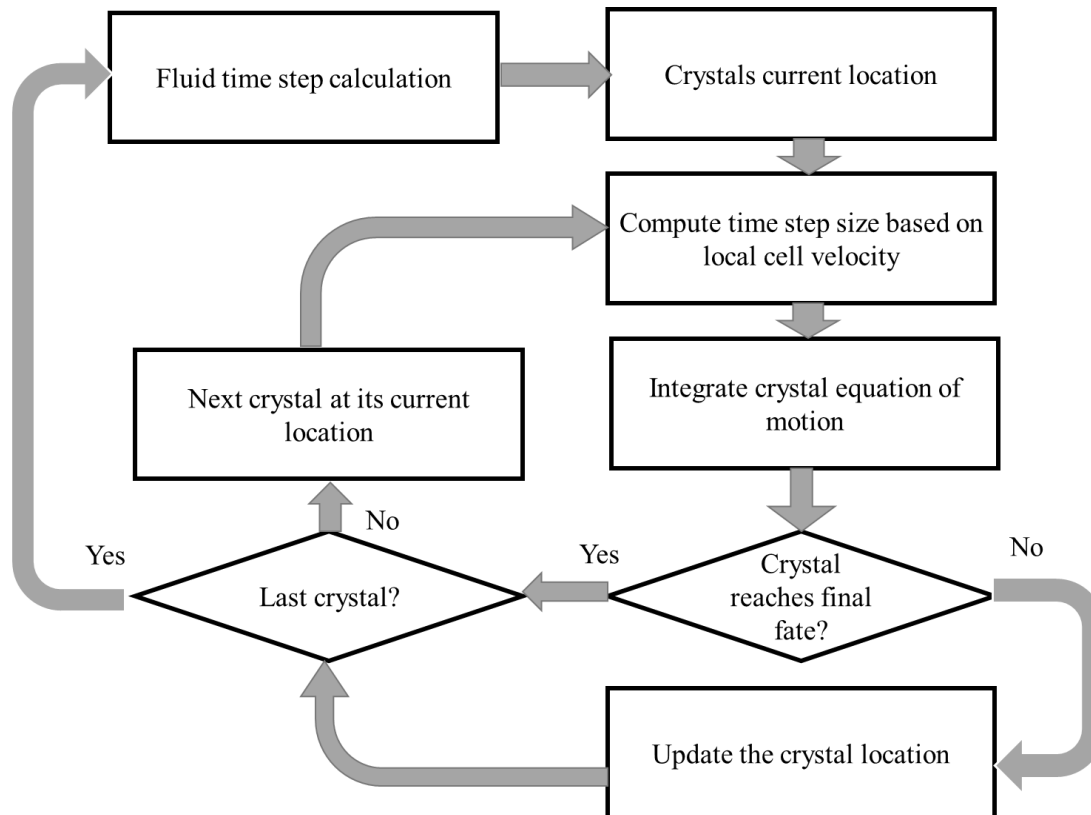 Fluid time step calculation
Crystals current location
Compute time step size based on
local cell velocity
Next crystal at its current
location
Integrate crystal equation of
motion
No
Yes
Last crystal?
Yes
Crystal
reaches final
fate?
No
Update the crystal location